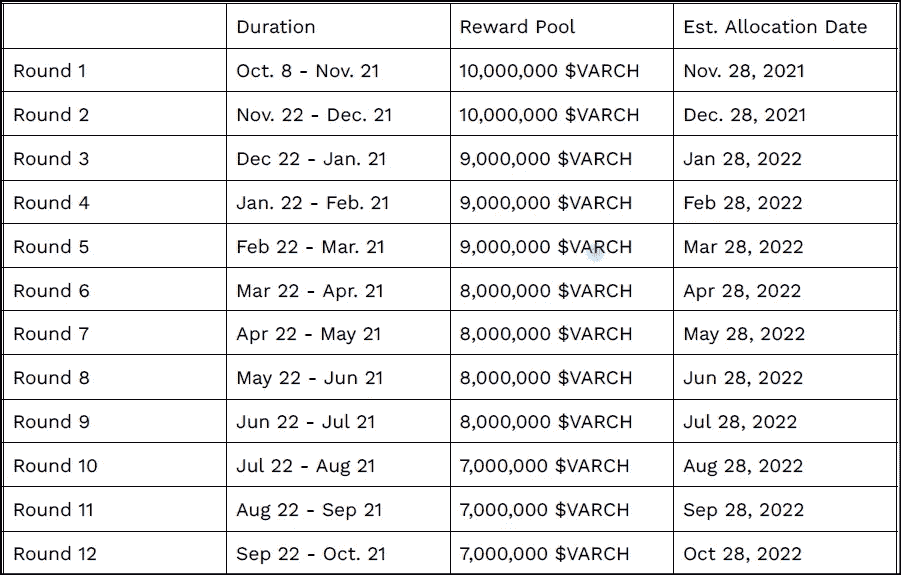 Duration Reward Pool Est. Allocation Date
Round 1 Oct. 8 - Nov. 21 10,000,000 $VARCH Nov. 28, 2021
Round 2 Nov. 22 - Dec. 21 10,000,000 $VARCH Dec. 28, 2021
Round 3 Dec 22 - Jan. 21 9,000,000 $VARCH Jan 28, 2022
Round 4 Jan. 22 - Feb. 21 9,000,000 $VARCH Feb 28, 2022
Round 5 Feb 22 - Mar. 21 9,000,000 $VARCH Mar 28, 2022
Round 6 Mar 22 - Apr. 21 8,000,000 $VARCH Apr 28, 2022
Round 7 Apr 22 - May 21 8,000,000 $VARCH May 28, 2022
Round 8 May 22 - Jun 21 8,000,000 $VARCH Jun 28, 2022
Round 9 Jun 22 - Jul 21 8,000,000 $VARCH Jul 28, 2022
Round 10 Jul 22 - Aug 21 7,000,000 $VARCH Aug 28, 2022
Round 11 Aug 22 - Sep 21 7,000,000 $VARCH Sep 28, 2022
Round 12 Sep 22 - Oct. 21 7,000,000 $VARCH Oct 28, 2022